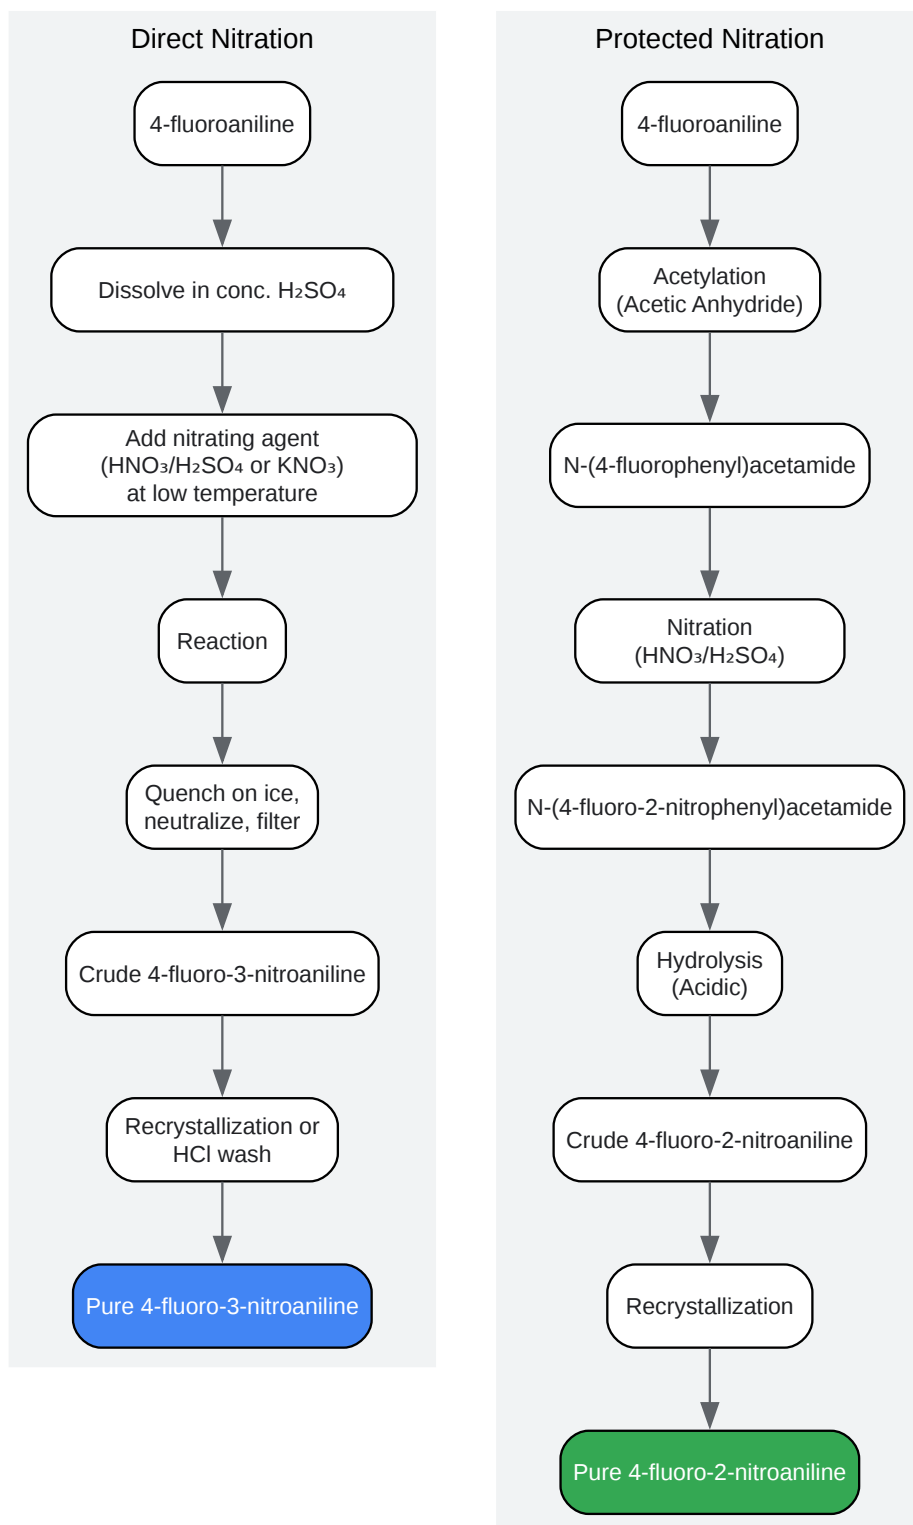 Direct Nitration
4-fluoroaniline
Dissolve in conc. H₂SO₄
Add nitrating agent
(HNO₃/H₂SO₄ or KNO₃)
at low temperature
Reaction
Quench on ice,
neutralize, filter
Crude 4-fluoro-3-nitroaniline
Recrystallization or
HCl wash
Pure 4-fluoro-3-nitroaniline
Protected Nitration
4-fluoroaniline
Acetylation
(Acetic Anhydride)
N-(4-fluorophenyl)acetamide
Nitration
(HNO₃/H₂SO₄)
N-(4-fluoro-2-nitrophenyl)acetamide
Hydrolysis
(Acidic)
Crude 4-fluoro-2-nitroaniline
Recrystallization
Pure 4-fluoro-2-nitroaniline